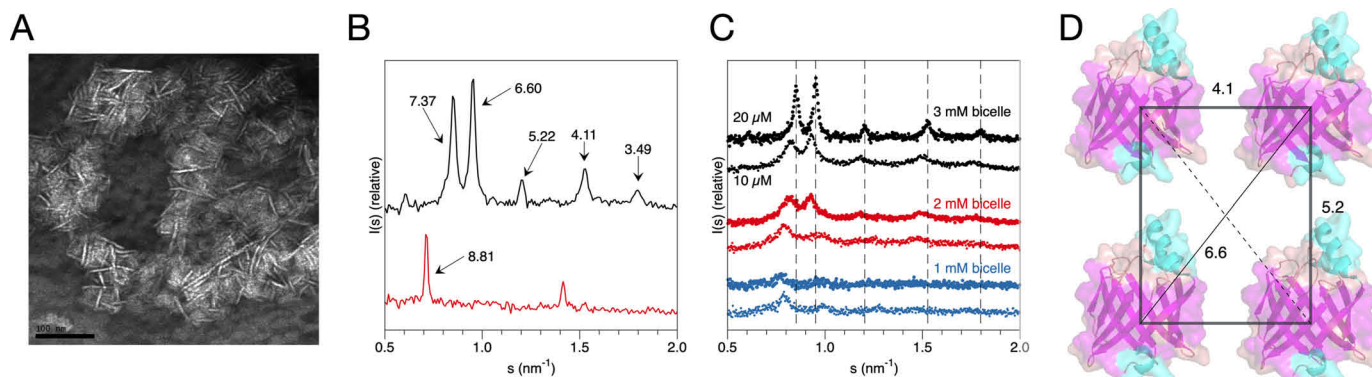 A
100 nm
B
7.37
6.60
5.22
4.11
3.49
8.81
I(s) (relative)
0.5
1.0
1.5
2.0
s (nm-1)
C
20 µM
3 mM bicelle
10 µM
2 mM bicelle
1 mM bicelle
I(s) (relative)
0.5
1.0
1.5
2.0
s (nm-1)
D
4.1
5.2
6.6